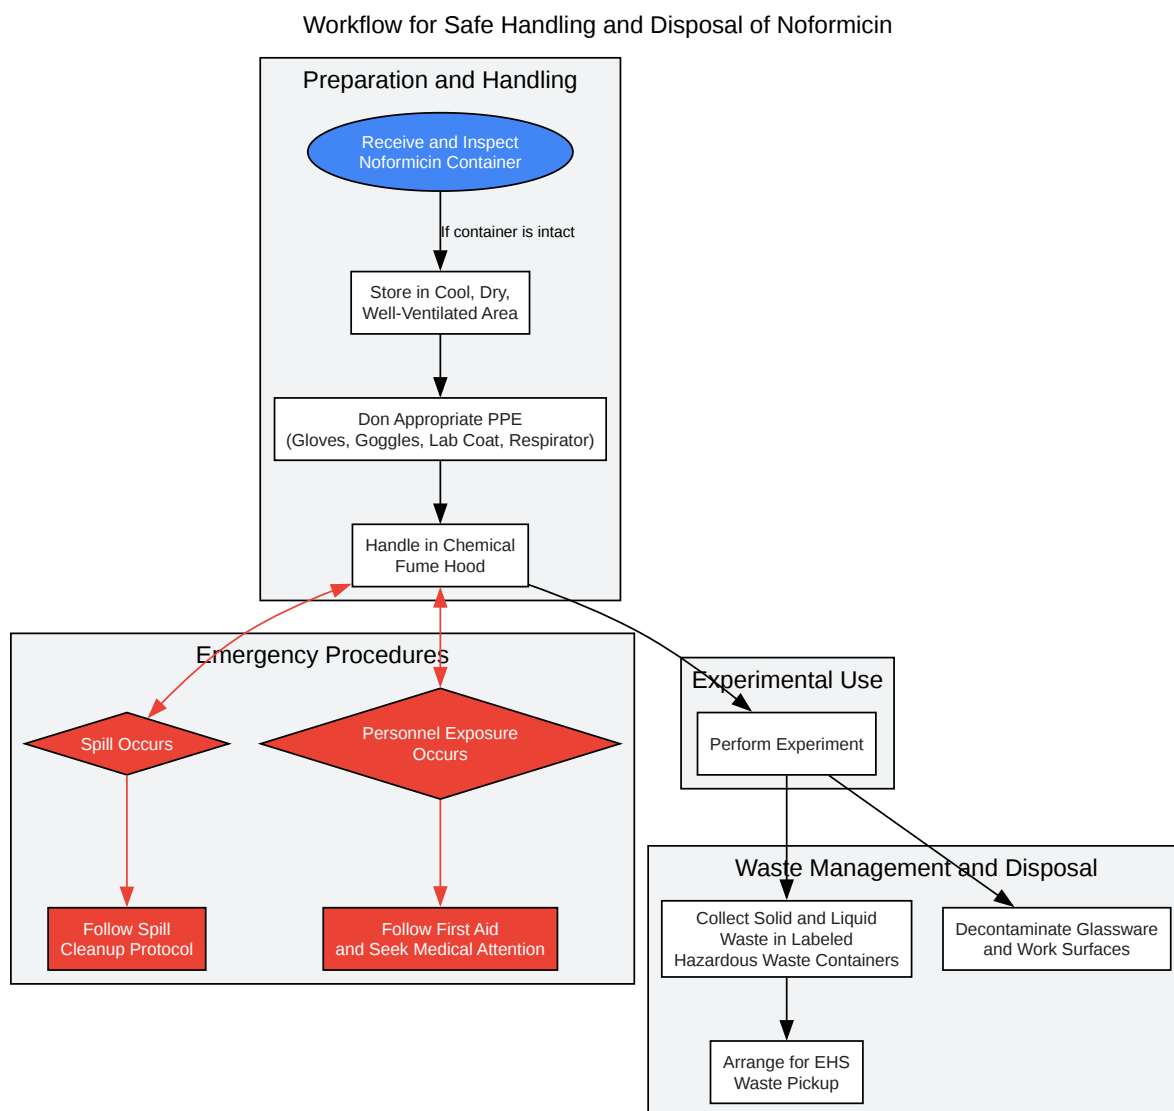 Workflow for Safe Handling and Disposal of Noformicin
Preparation and Handling
Receive and Inspect
Noformicin Container
If container is intact
Store in Cool, Dry,
Well-Ventilated Area
Don Appropriate PPE
(Gloves, Goggles, Lab Coat, Respirator)
Handle in Chemical
Fume Hood
Emergency Procedures
Spill Occurs
Personnel Exposure
Occurs
Follow Spill
Cleanup Protocol
Follow First Aid
and Seek Medical Attention
Experimental Use
Perform Experiment
Waste Management and Disposal
Collect Solid and Liquid
Waste in Labeled
Hazardous Waste Containers
Decontaminate Glassware
and Work Surfaces
Arrange for EHS
Waste Pickup